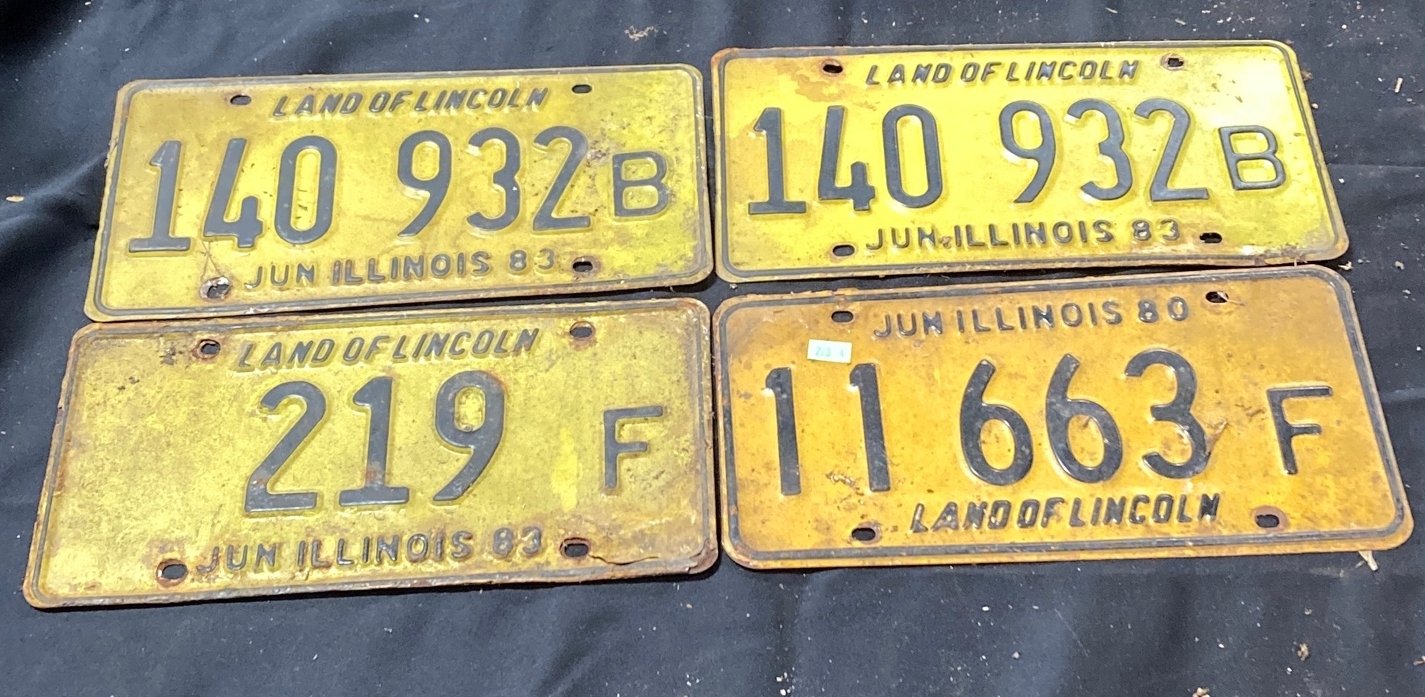 LAND OF LINCOLN
140 932 B
JUN ILLINOIS 83
LAND OF LINCOLN
140 932 B
JUN ILLINOIS 83
LAND OF LINCOLN
219 F
JUN ILLINOIS 83
JUN ILLINOIS 80
11 663 F
LAND OF LINCOLN